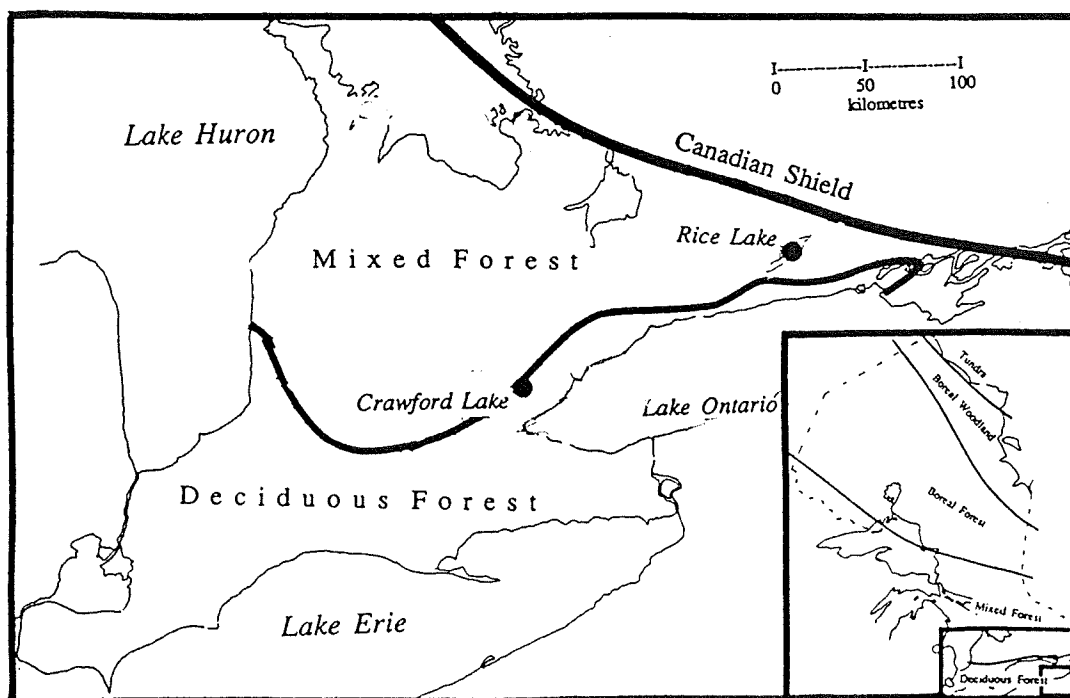 I----------I----------I
0 50 100
kilometres
Lake Huron
Canadian Shield
Rice Lake
Mixed Forest
Crawford Lake
Lake Ontario
Deciduous Forest
Lake Erie
Tundra
Boreal Woodland
Boreal Forest
Mixed Forest
Deciduous Forest